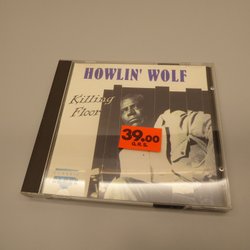 HOWLIN' WOLF
Killing
Floor
39.00
O.R.S.